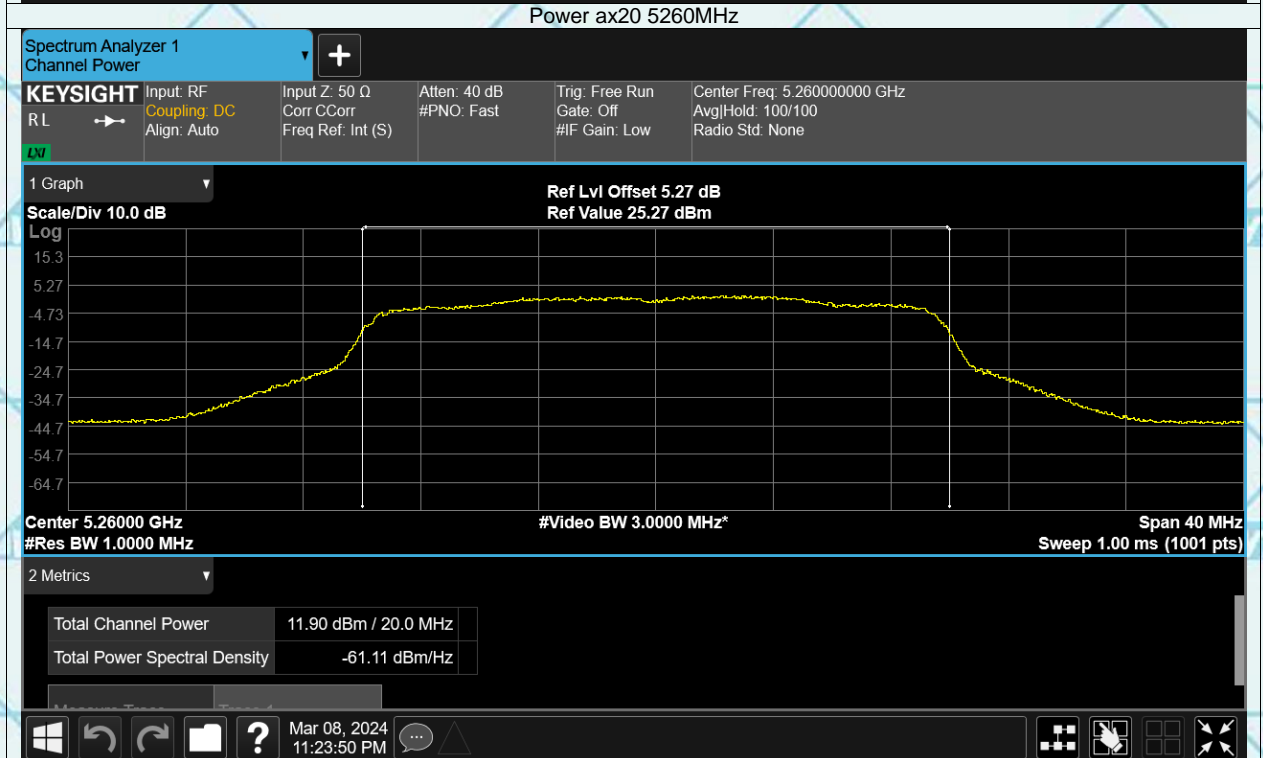 Power ax20 5260MHz
Spectrum Analyzer 1
Channel Power
KEYSIGHT
RL
LXI
Input: RF
Coupling: DC
Align: Auto
Input Z: 50 Ω
Corr CCorr
Freq Ref: Int (S)
Atten: 40 dB
#PNO: Fast
Trig: Free Run
Gate: Off
#IF Gain: Low
Center Freq: 5.260000000 GHz
Avg|Hold: 100/100
Radio Std: None
1 Graph
Scale/Div 10.0 dB
Ref Lvl Offset 5.27 dB
Ref Value 25.27 dBm
Log
15.3
5.27
-4.73
-14.7
-24.7
-34.7
-44.7
-54.7
-64.7
Center 5.26000 GHz
#Video BW 3.0000 MHz*
Span 40 MHz
#Res BW 1.0000 MHz
Sweep 1.00 ms (1001 pts)
2 Metrics
Total Channel Power 11.90 dBm / 20.0 MHz
Total Power Spectral Density -61.11 dBm/Hz
Measure Trace Trace 1
Mar 08, 2024
11:23:50 PM